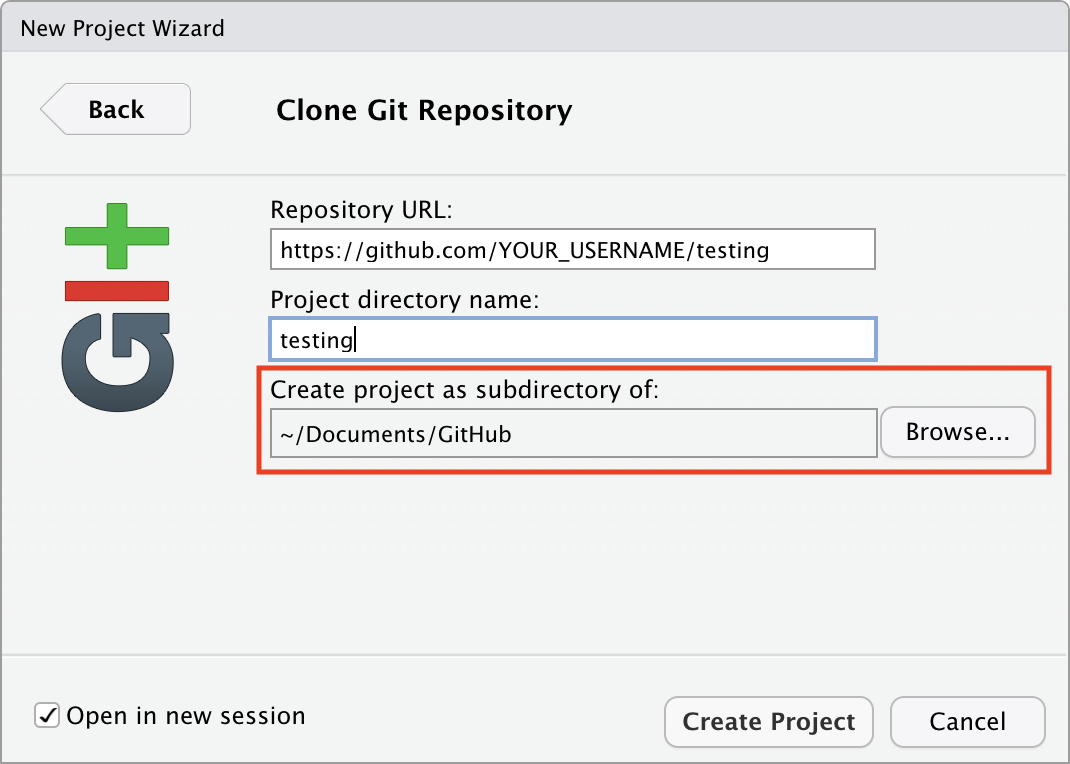 New Project Wizard
Back
Clone Git Repository
GIT
Repository URL:
https://github.com/YOUR_USERNAME/testing
Project directory name:
testing
Create project as subdirectory of:
~/Documents/GitHub
Browse...
Open in new session
Create Project
Cancel